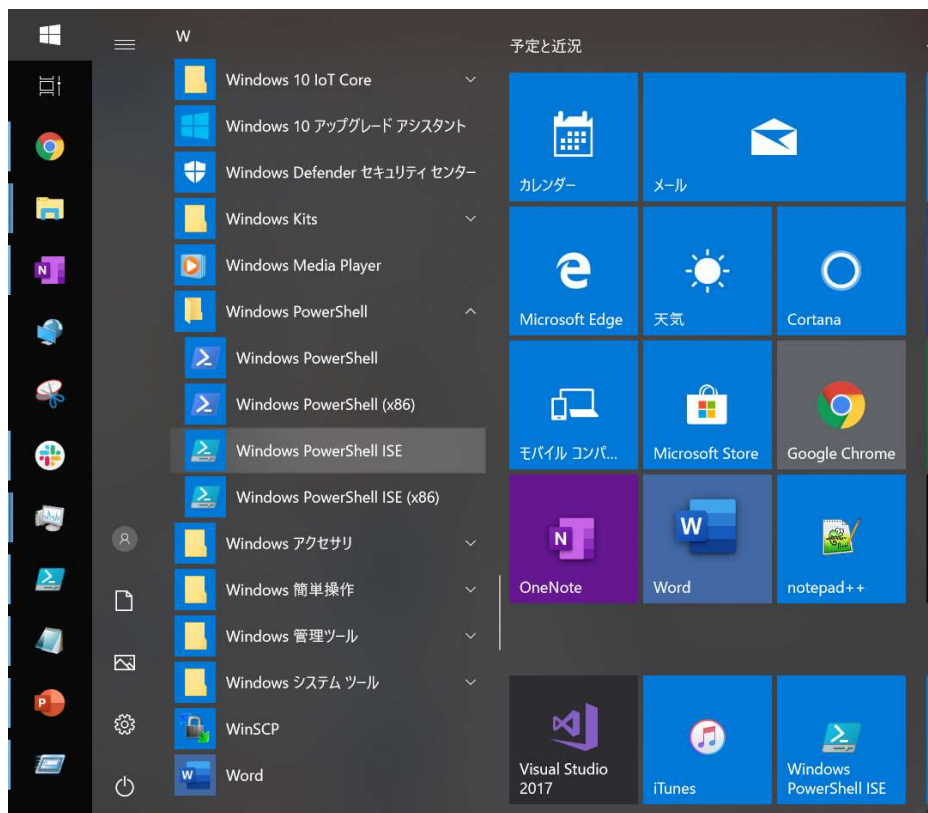 W
Windows 10 IoT Core
Windows 10 アップグレード アシスタント
Windows Defender セキュリティ センター
Windows Kits
Windows Media Player
Windows PowerShell
Windows PowerShell
Windows PowerShell (x86)
Windows PowerShell ISE
Windows PowerShell ISE (x86)
Windows アクセサリ
Windows 簡単操作
Windows 管理ツール
Windows システム ツール
WinSCP
Word
予定と近況
カレンダー
メール
Microsoft Edge
天気
Cortana
モバイル コンパ...
Microsoft Store
Google Chrome
OneNote
Word
notepad++
Visual Studio
2017
iTunes
Windows
PowerShell ISE